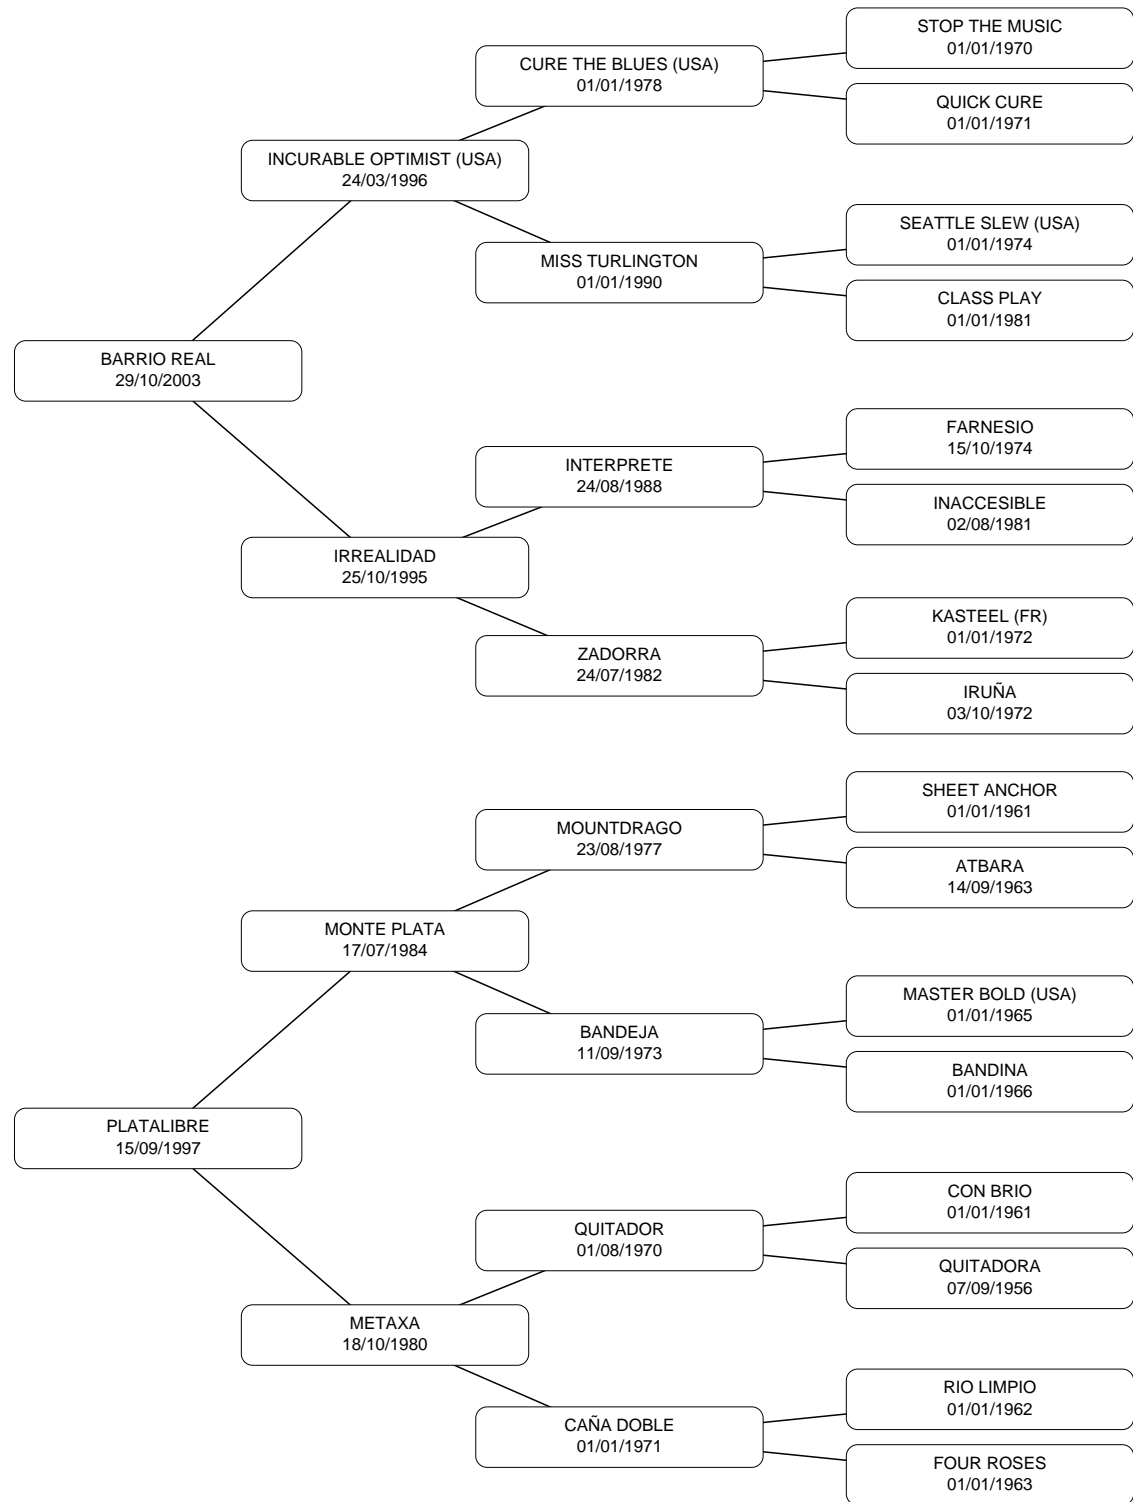 STOP THE MUSIC
01/01/1970
CURE THE BLUES (USA)
01/01/1978
QUICK CURE
01/01/1971
INCURABLE OPTIMIST (USA)
24/03/1996
SEATTLE SLEW (USA)
01/01/1974
MISS TURLINGTON
01/01/1990
CLASS PLAY
01/01/1981
BARRIO REAL
29/10/2003
FARNESIO
15/10/1974
INTERPRETE
24/08/1988
INACCESIBLE
02/08/1981
IRREALIDAD
25/10/1995
KASTEEL (FR)
01/01/1972
ZADORRA
24/07/1982
IRUÑA
03/10/1972
SHEET ANCHOR
01/01/1961
MOUNTDRAGO
23/08/1977
ATBARA
14/09/1963
MONTE PLATA
17/07/1984
MASTER BOLD (USA)
01/01/1965
BANDEJA
11/09/1973
BANDINA
01/01/1966
PLATALIBRE
15/09/1997
CON BRIO
01/01/1961
QUITADOR
01/08/1970
QUITADORA
07/09/1956
METAXA
18/10/1980
RIO LIMPIO
01/01/1962
CAÑA DOBLE
01/01/1971
FOUR ROSES
01/01/1963